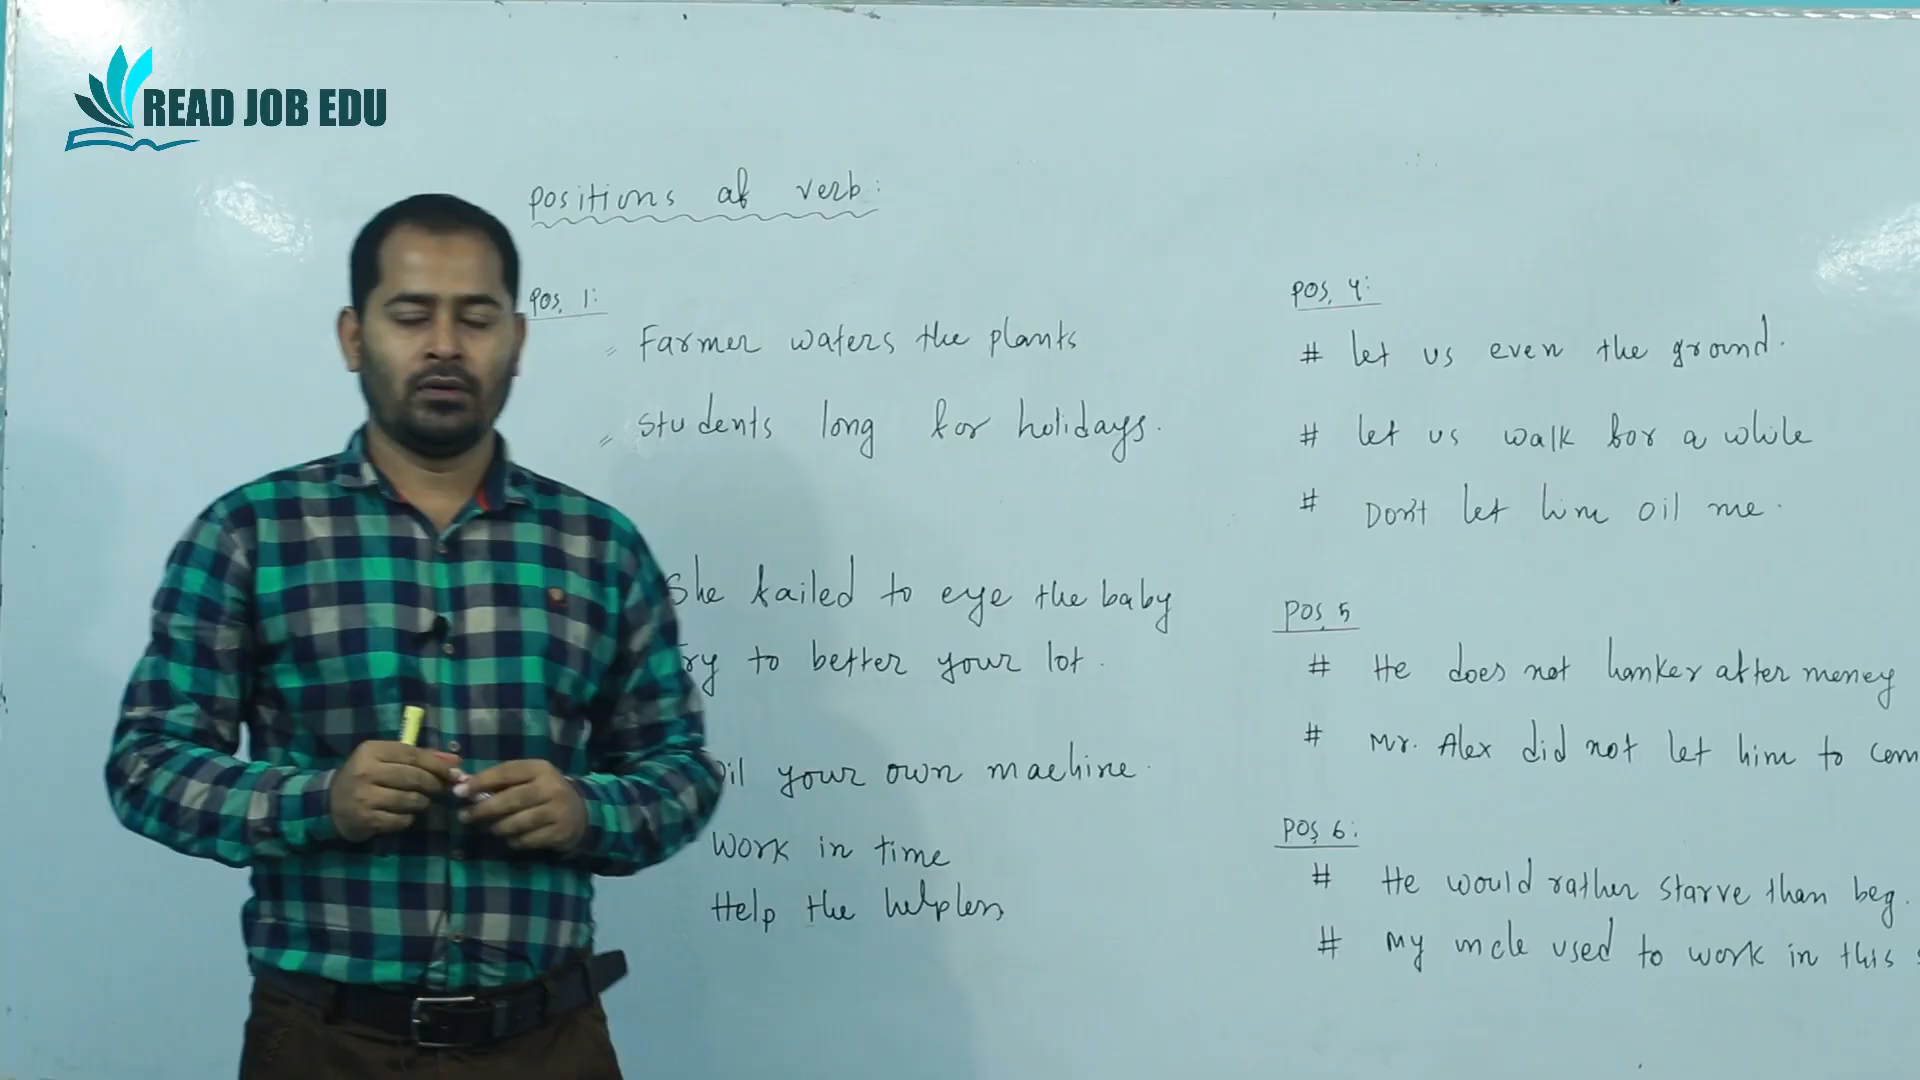 READ JOB EDU
positions of verb:
pos. 1:
Farmer waters the plants
students long for holidays.
She failed to eye the baby
to better your lot.
your own machine.
work in time
Help the helpless
pos. 4:
# let us even the ground.
# let us walk for a while
# Don't let him oil me.
pos. 5
# He does not hanker after money
# Mr. Alex did not let him to com
pos 6:
# He would rather starve than beg.
# My uncle used to work in this